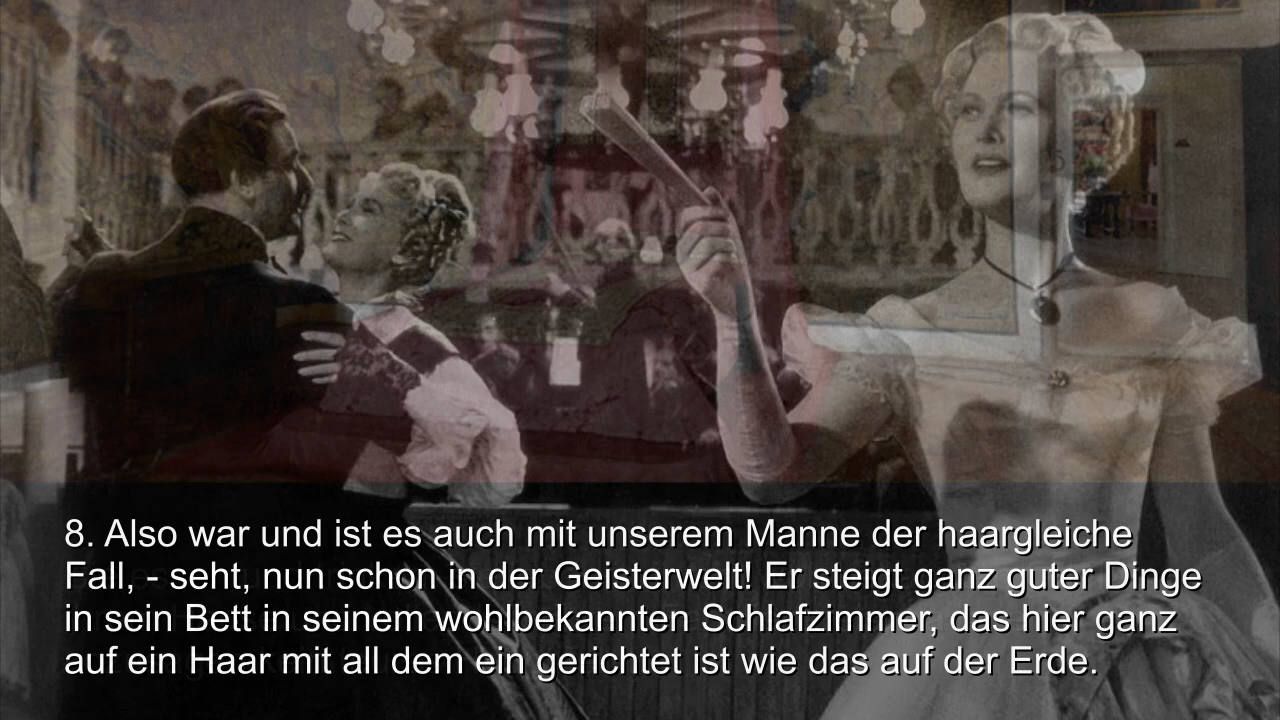 8. Also war und ist es auch mit unserem Manne der haargleiche
Fall, - seht, nun schon in der Geisterwelt! Er steigt ganz guter Dinge
in sein Bett in seinem wohlbekannten Schlafzimmer, das hier ganz
auf ein Haar mit all dem ein gerichtet ist wie das auf der Erde.